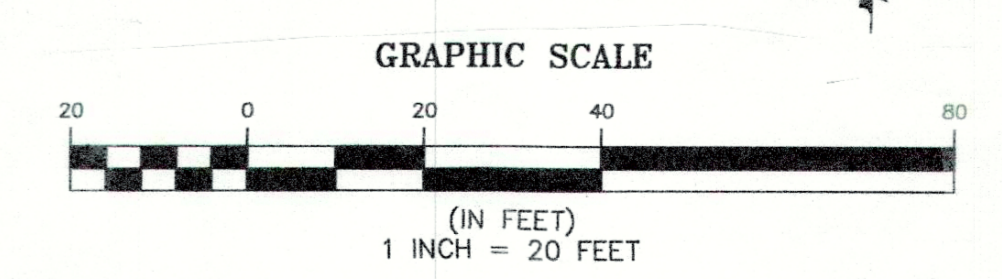 GRAPHIC SCALE
20 0 20 40 80
(IN FEET)
1 INCH = 20 FEET